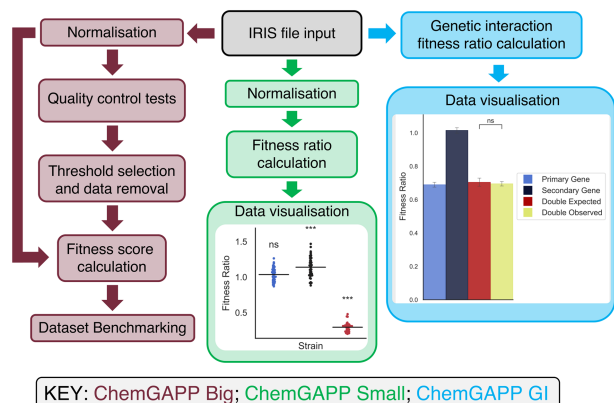 Normalisation
Quality control tests
Threshold selection
and data removal
Fitness score
calculation
Dataset Benchmarking
IRIS file input
Normalisation
Fitness ratio
calculation
Data visualisation
ns
***
***
1.5
1.0
0.5
Fitness Ratio
Strain
Genetic interaction
fitness ratio calculation
Data visualisation
ns
1.0
0.8
0.6
0.4
0.2
0.0
Fitness Ratio
Primary Gene
Secondary Gene
Double Expected
Double Observed
KEY: ChemGAPP Big; ChemGAPP Small; ChemGAPP GI